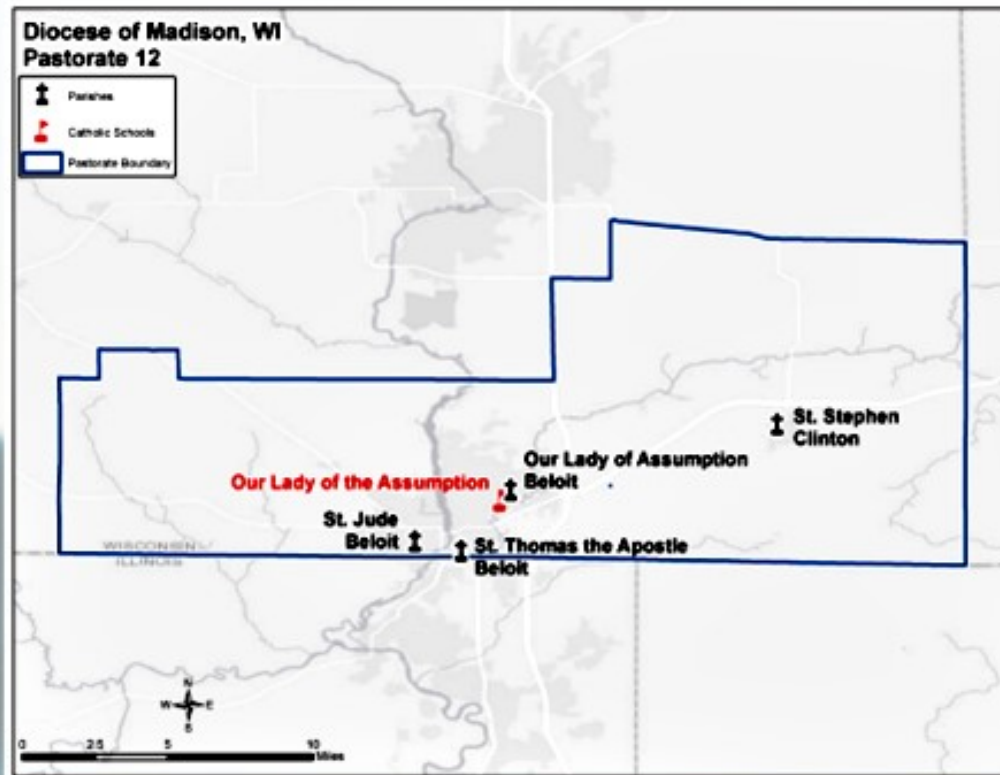 Diocese of Madison, WI
Pastorate 12
Parishes
Catholic Schools
Pastorate Boundary
St. Stephen
Clinton
Our Lady of Assumption
Beloit
Our Lady of the Assumption
St. Jude
Beloit
St. Thomas the Apostle
Beloit
WISCONSIN
ILLINOIS
N
W E
S
0 2.5 5 10
Miles